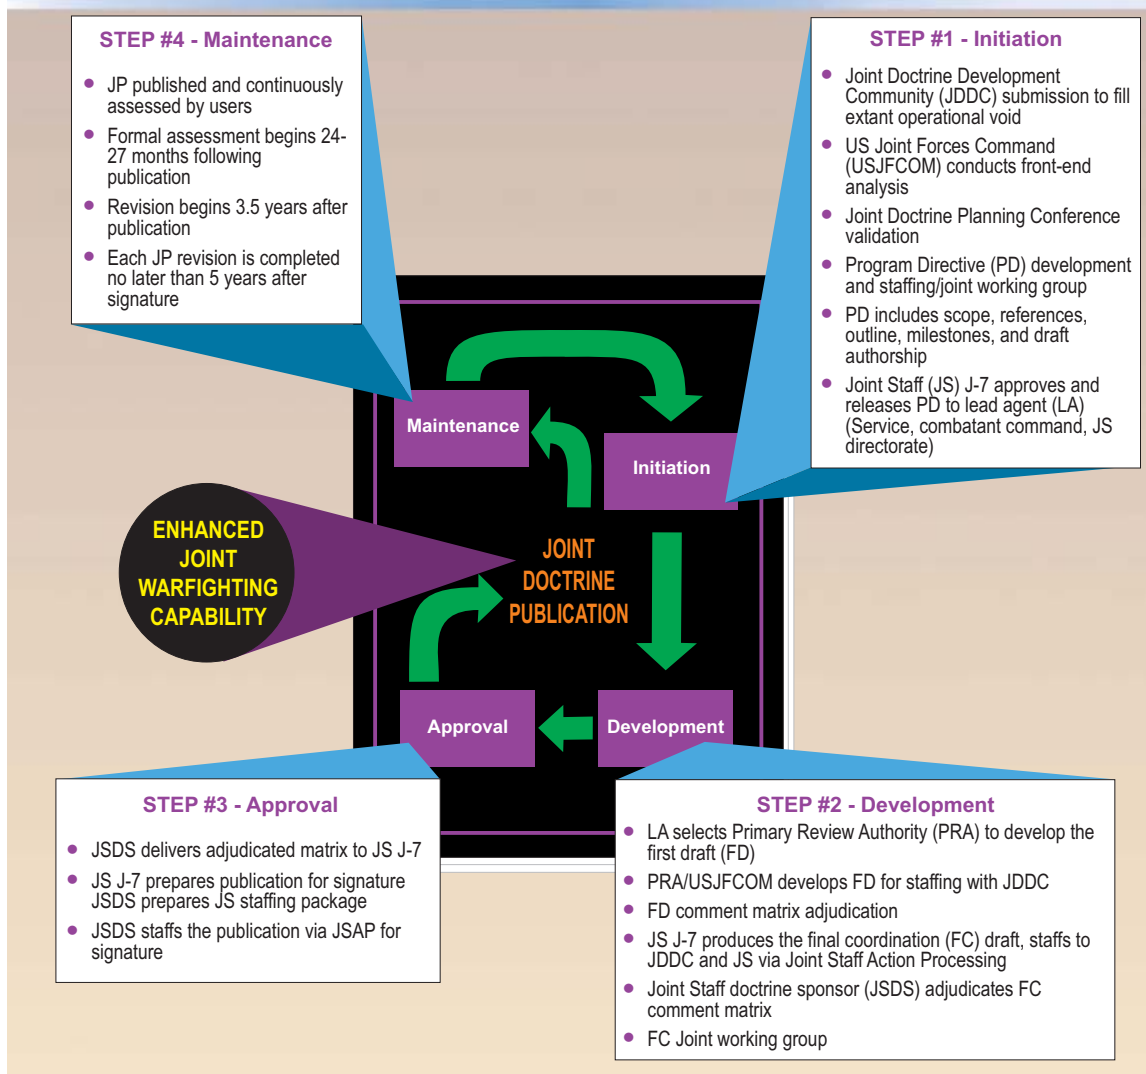 STEP #4 - Maintenance
• JP published and continuously
assessed by users
• Formal assessment begins 24-
27 months following
publication
• Revision begins 3.5 years after
publication
• Each JP revision is completed
no later than 5 years after
signature
STEP #1 - Initiation
• Joint Doctrine Development
Community (JDDC) submission to fill
extant operational void
• US Joint Forces Command
(USJFCOM) conducts front-end
analysis
• Joint Doctrine Planning Conference
validation
• Program Directive (PD) development
and staffing/joint working group
• PD includes scope, references,
outline, milestones, and draft
authorship
• Joint Staff (JS) J-7 approves and
releases PD to lead agent (LA)
(Service, combatant command, JS
directorate)
Maintenance
Initiation
ENHANCED
JOINT
WARFIGHTING
CAPABILITY
JOINT
DOCTRINE
PUBLICATION
Approval
Development
STEP #3 - Approval
• JSDS delivers adjudicated matrix to JS J-7
• JS J-7 prepares publication for signature
JSDS prepares JS staffing package
• JSDS staffs the publication via JSAP for
signature
STEP #2 - Development
• LA selects Primary Review Authority (PRA) to develop the
first draft (FD)
• PRA/USJFCOM develops FD for staffing with JDDC
• FD comment matrix adjudication
• JS J-7 produces the final coordination (FC) draft, staffs to
JDDC and JS via Joint Staff Action Processing
• Joint Staff doctrine sponsor (JSDS) adjudicates FC
comment matrix
• FC Joint working group